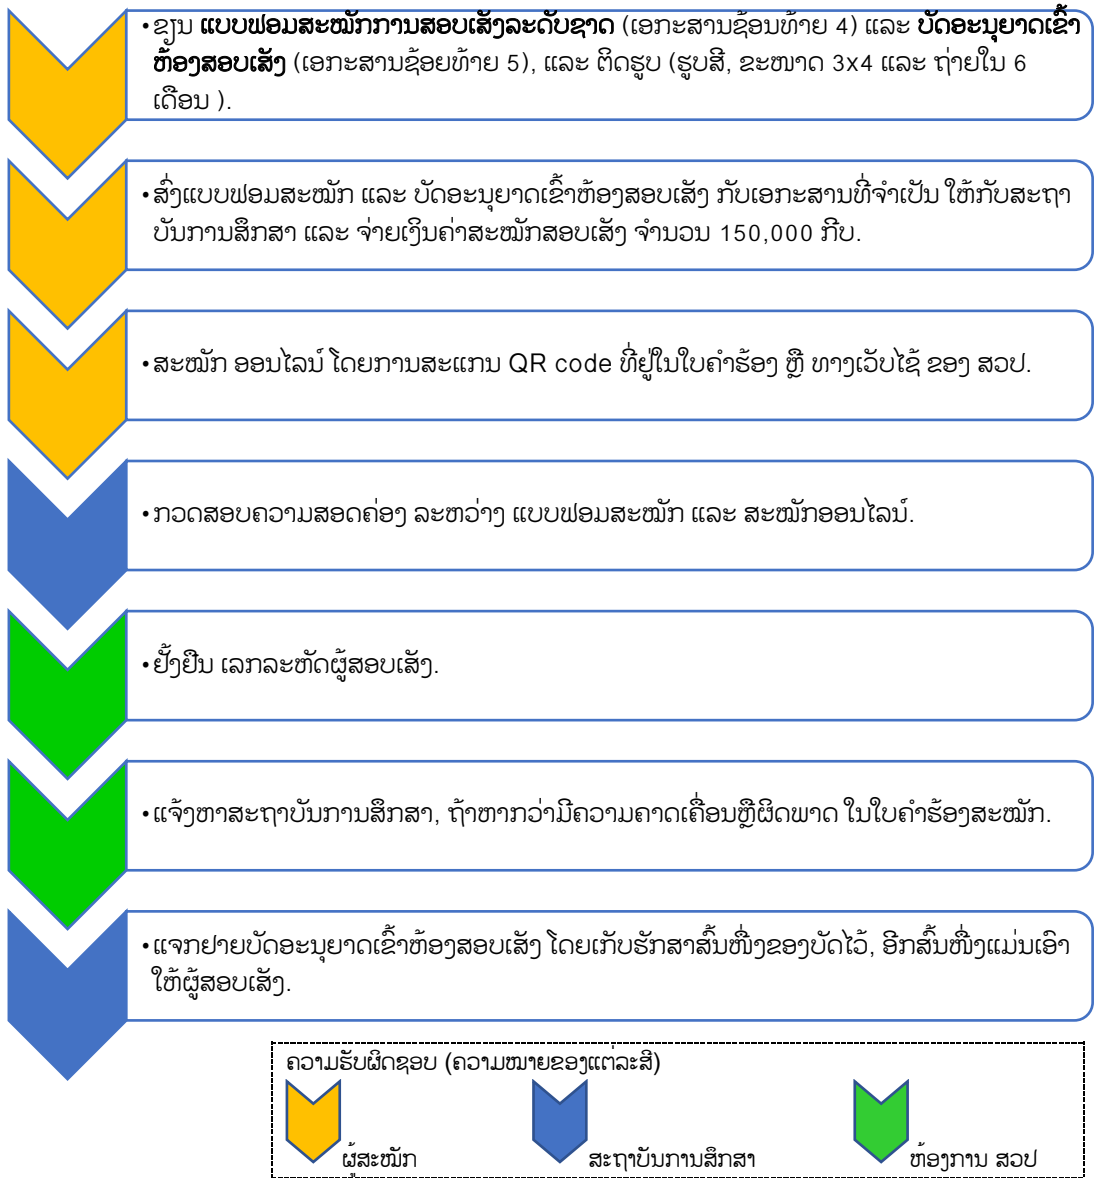 •ຂຽນ ແບບຟອມສະໝັກການສອບເສັງລະດັບຊາດ (ເອກະສານຊ້ອນທ້າຍ 4) ແລະ ບັດອະນຸຍາດເຂົ້າ
ຫ້ອງສອບເສັງ (ເອກະສານຊ້ອຍທ້າຍ 5), ແລະ ຕິດຮູບ (ຮູບສີ, ຂະໜາດ 3x4 ແລະ ຖ່າຍໃນ 6
ເດືອນ ).
•ສົ່ງແບບຟອມສະໝັກ ແລະ ບັດອະນຸຍາດເຂົ້າຫ້ອງສອບເສັງ ກັບເອກະສານທີ່ຈໍາເປັນ ໃຫ້ກັບສະຖາ
ບັນການສຶກສາ ແລະ ຈ່າຍເງິນຄ່າສະໝັກສອບເສັງ ຈໍານວນ 150,000 ກີບ.
•ສະໝັກ ອອນໄລນ໌ ໂດຍການສະແກນ QR code ທີ່ຢູ່ໃນໃບຄໍາຮ້ອງ ຫຼື ທາງເວັບໄຊ້ ຂອງ ສວປ.
•ກວດສອບຄວາມສອດຄ່ອງ ລະຫວ່າງ ແບບຟອມສະໝັກ ແລະ ສະໝັກອອນໄລນ໌.
•ຢັ້ງຢືນ ເລກລະຫັດຜູ້ສອບເສັງ.
•ແຈ້ງຫາສະຖາບັນການສຶກສາ, ຖ້າຫາກວ່າມີຄວາມຄາດເຄື່ອນຫຼືຜິດພາດ ໃນໃບຄໍາຮ້ອງສະໝັກ.
•ແຈກຢາຍບັດອະນຸຍາດເຂົ້າຫ້ອງສອບເສັງ ໂດຍເກັບຮັກສາສົ້ນໜຶ່ງຂອງບັດໄວ້, ອີກສົ້ນໜຶ່ງແມ່ນເອົາ
ໃຫ້ຜູ້ສອບເສັງ.
ຄວາມຮັບຜິດຊອບ (ຄວາມໝາຍຂອງແຕ່ລະສີ)
ຜູ້ສະໝັກ ສະຖາບັນການສຶກສາ ຫ້ອງການ ສວປ